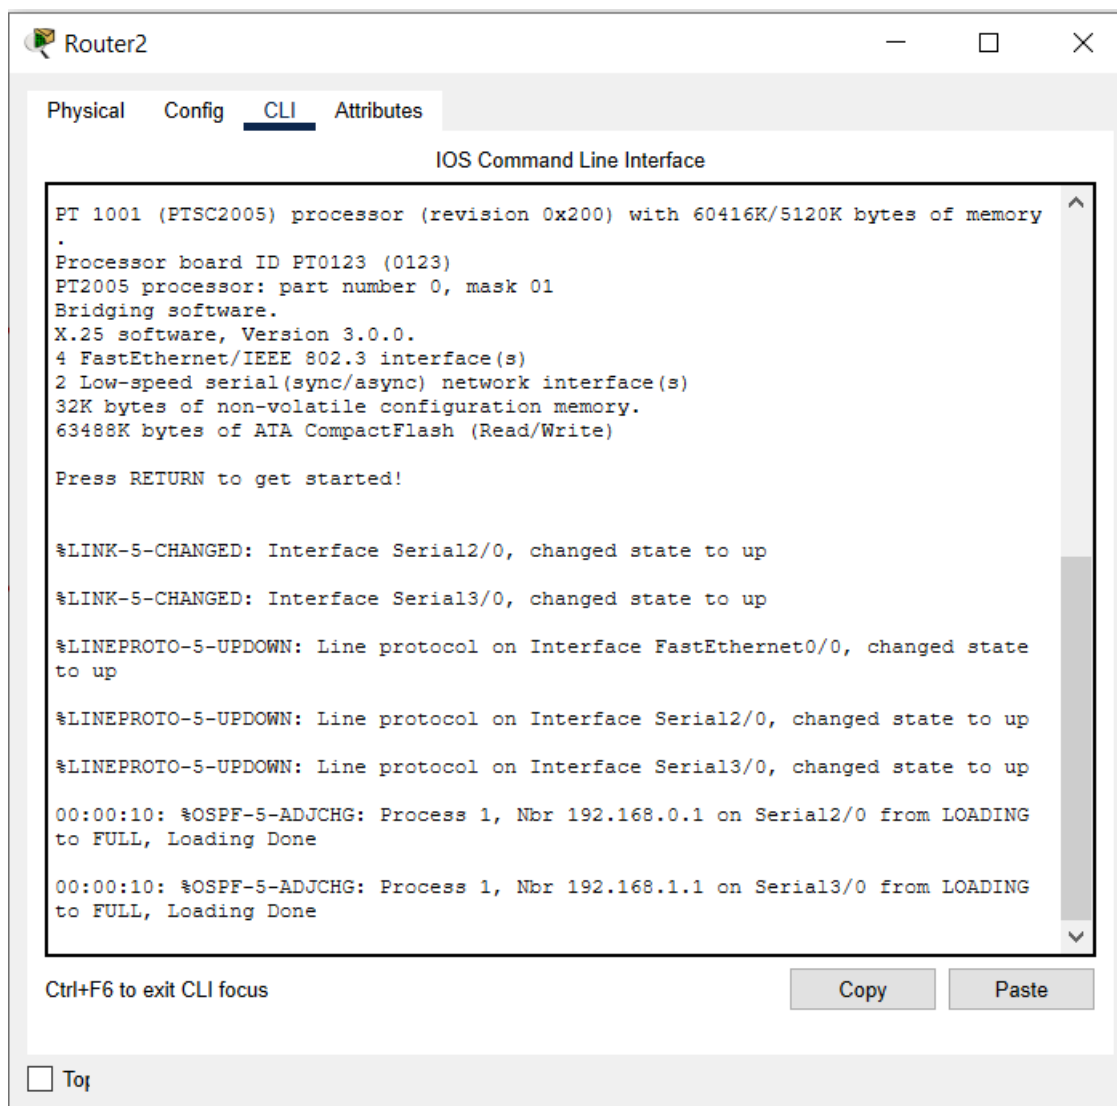 Router2
Physical Config CLI Attributes
IOS Command Line Interface
PT 1001 (PTSC2005) processor (revision 0x200) with 60416K/5120K bytes of memory
.
Processor board ID PT0123 (0123)
PT2005 processor: part number 0, mask 01
Bridging software.
X.25 software, Version 3.0.0.
4 FastEthernet/IEEE 802.3 interface(s)
2 Low-speed serial(sync/async) network interface(s)
32K bytes of non-volatile configuration memory.
63488K bytes of ATA CompactFlash (Read/Write)
Press RETURN to get started!
%LINK-5-CHANGED: Interface Serial2/0, changed state to up
%LINK-5-CHANGED: Interface Serial3/0, changed state to up
%LINEPROTO-5-UPDOWN: Line protocol on Interface FastEthernet0/0, changed state
to up
%LINEPROTO-5-UPDOWN: Line protocol on Interface Serial2/0, changed state to up
%LINEPROTO-5-UPDOWN: Line protocol on Interface Serial3/0, changed state to up
00:00:10: %OSPF-5-ADJCHG: Process 1, Nbr 192.168.0.1 on Serial2/0 from LOADING
to FULL, Loading Done
00:00:10: %OSPF-5-ADJCHG: Process 1, Nbr 192.168.1.1 on Serial3/0 from LOADING
to FULL, Loading Done
Ctrl+F6 to exit CLI focus
Copy Paste
Top